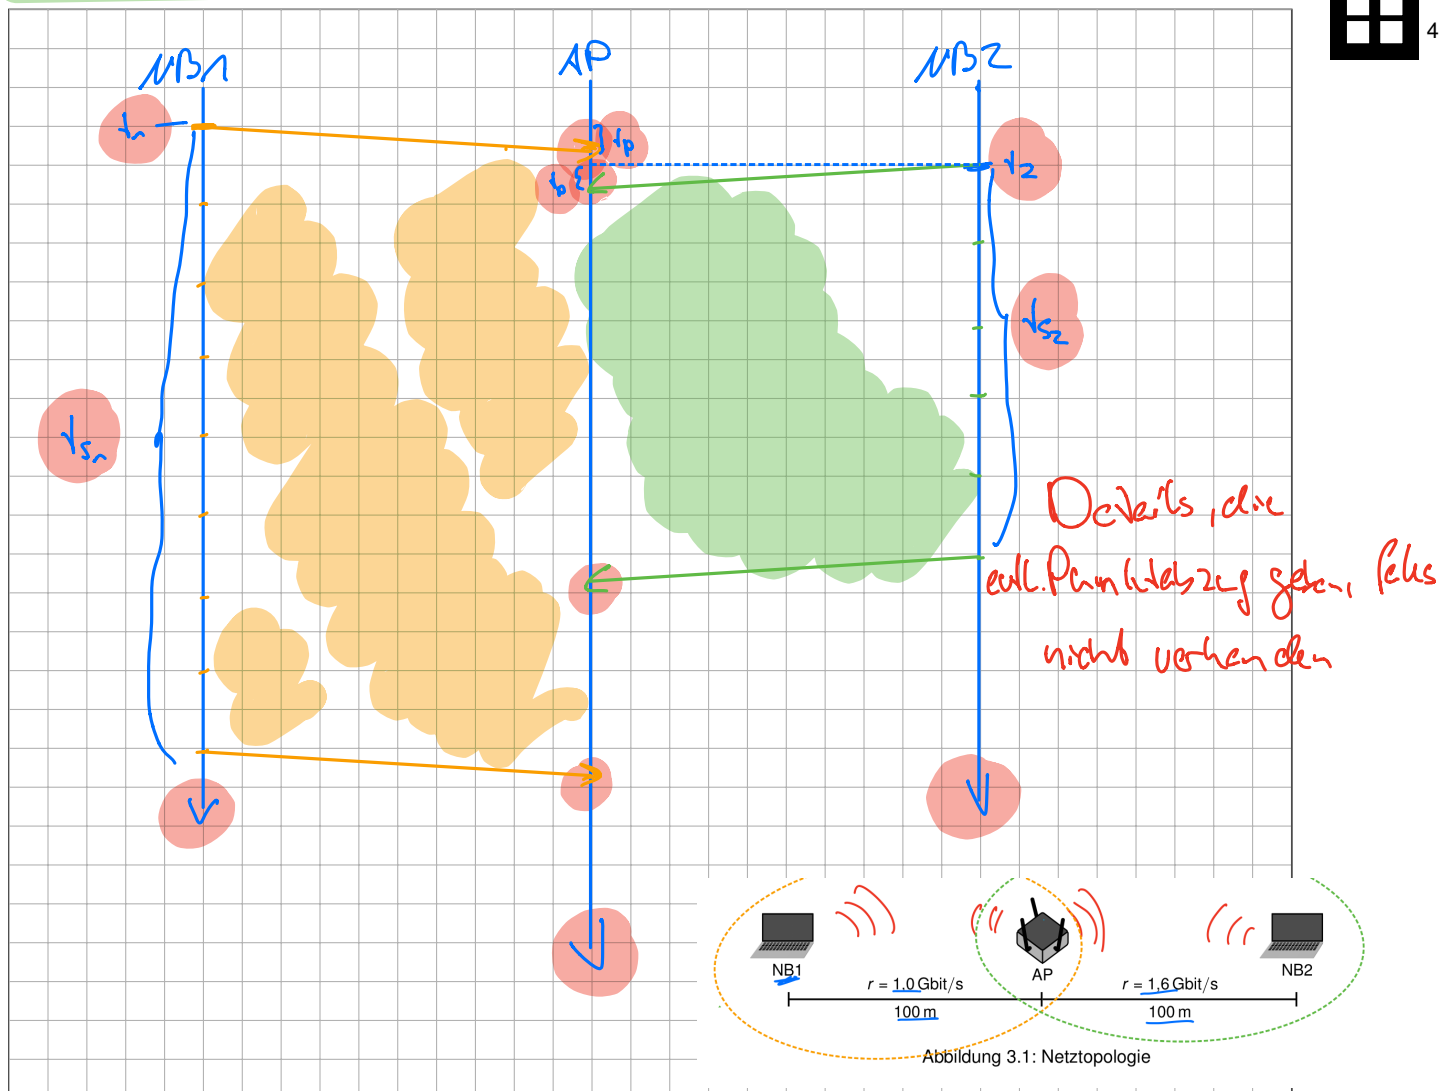 4
NB1 AP NB2
t₁ tp
tp t₂
ts₂
ts₁
Details, die
evtl. Punktabzug geben, falls
nicht vorhanden
NB1 AP NB2
r = 1.0 Gbit/s r = 1,6 Gbit/s
100 m 100 m
Abbildung 3.1: Netztopologie